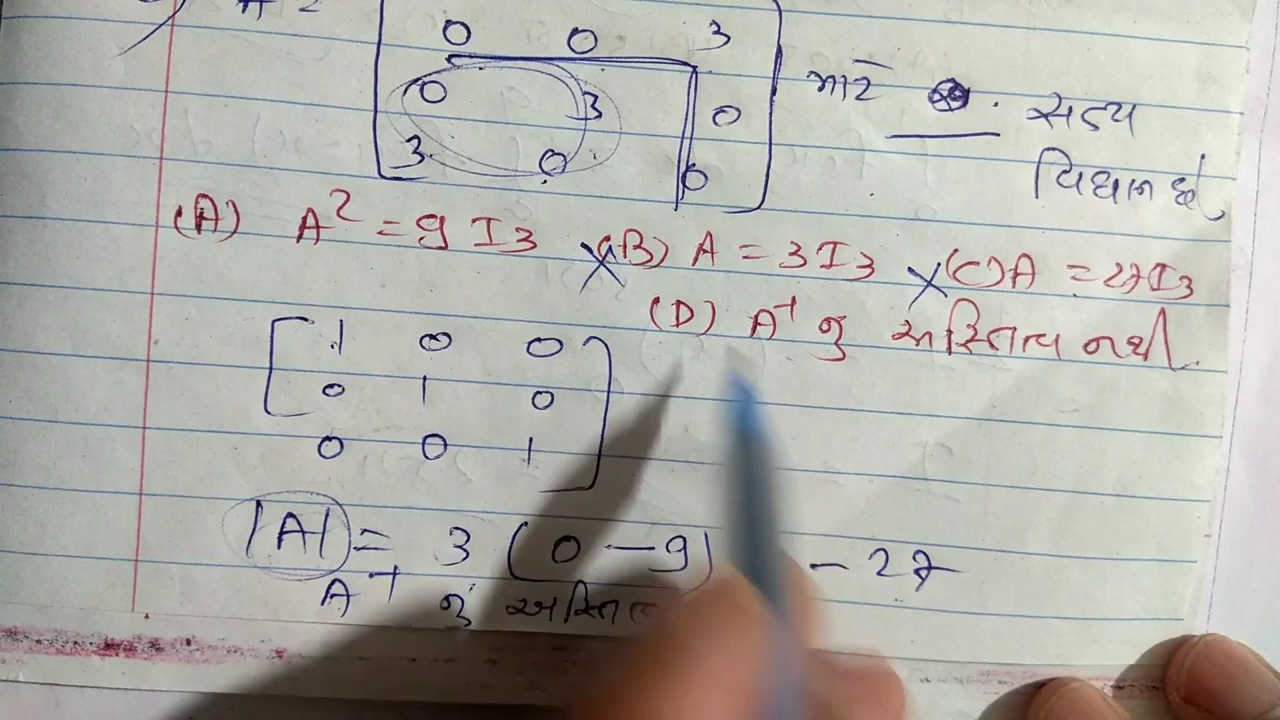 A =
0 0 3
0 3 0
3 0 0
માટે ___ સત્ય
વિધાન છે
(A) A² = 9 I3 (B) A = 3I3 (C) A = 27I3
(D) A⁻¹ નું અસ્તિત્વ નથી
1 0 0
0 1 0
0 0 1
|A| = 3 (0 – 9) – 27
A⁻¹ નું